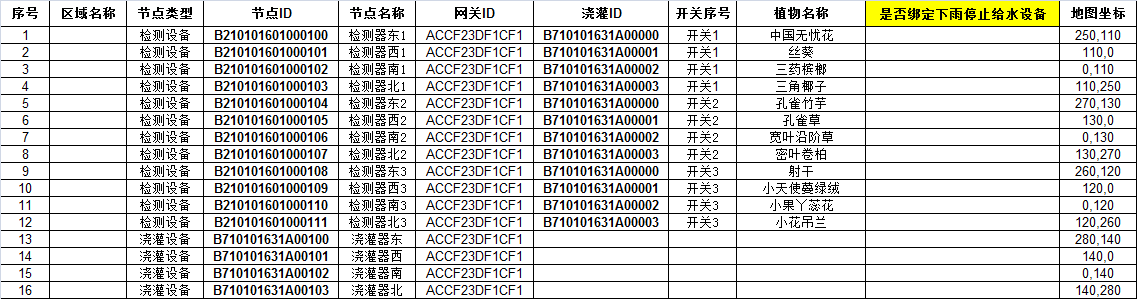 序号 区域名称 节点类型 节点ID 节点名称 网关ID 浇灌ID 开关序号 植物名称 是否绑定下雨停止给水设备 地图坐标
1 检测设备 B210101601000100 检测器东1 ACCF23DF1CF1 B710101631A00000 开关1 中国无忧花 250,110
2 检测设备 B210101601000101 检测器西1 ACCF23DF1CF1 B710101631A00001 开关1 丝葵 110,0
3 检测设备 B210101601000102 检测器南1 ACCF23DF1CF1 B710101631A00002 开关1 三药槟榔 0,110
4 检测设备 B210101601000103 检测器北1 ACCF23DF1CF1 B710101631A00003 开关1 三角椰子 110,250
5 检测设备 B210101601000104 检测器东2 ACCF23DF1CF1 B710101631A00000 开关2 孔雀竹芋 270,130
6 检测设备 B210101601000105 检测器西2 ACCF23DF1CF1 B710101631A00001 开关2 孔雀草 130,0
7 检测设备 B210101601000106 检测器南2 ACCF23DF1CF1 B710101631A00002 开关2 宽叶沿阶草 0,130
8 检测设备 B210101601000107 检测器北2 ACCF23DF1CF1 B710101631A00003 开关2 密叶卷柏 130,270
9 检测设备 B210101601000108 检测器东3 ACCF23DF1CF1 B710101631A00000 开关3 射干 260,120
10 检测设备 B210101601000109 检测器西3 ACCF23DF1CF1 B710101631A00001 开关3 小天使蔓绿绒 120,0
11 检测设备 B210101601000110 检测器南3 ACCF23DF1CF1 B710101631A00002 开关3 小果丫蕊花 0,120
12 检测设备 B210101601000111 检测器北3 ACCF23DF1CF1 B710101631A00003 开关3 小花吊兰 120,260
13 浇灌设备 B710101631A00100 浇灌器东 ACCF23DF1CF1 280,140
14 浇灌设备 B710101631A00101 浇灌器西 ACCF23DF1CF1 140,0
15 浇灌设备 B710101631A00102 浇灌器南 ACCF23DF1CF1 0,140
16 浇灌设备 B710101631A00103 浇灌器北 ACCF23DF1CF1 140,280